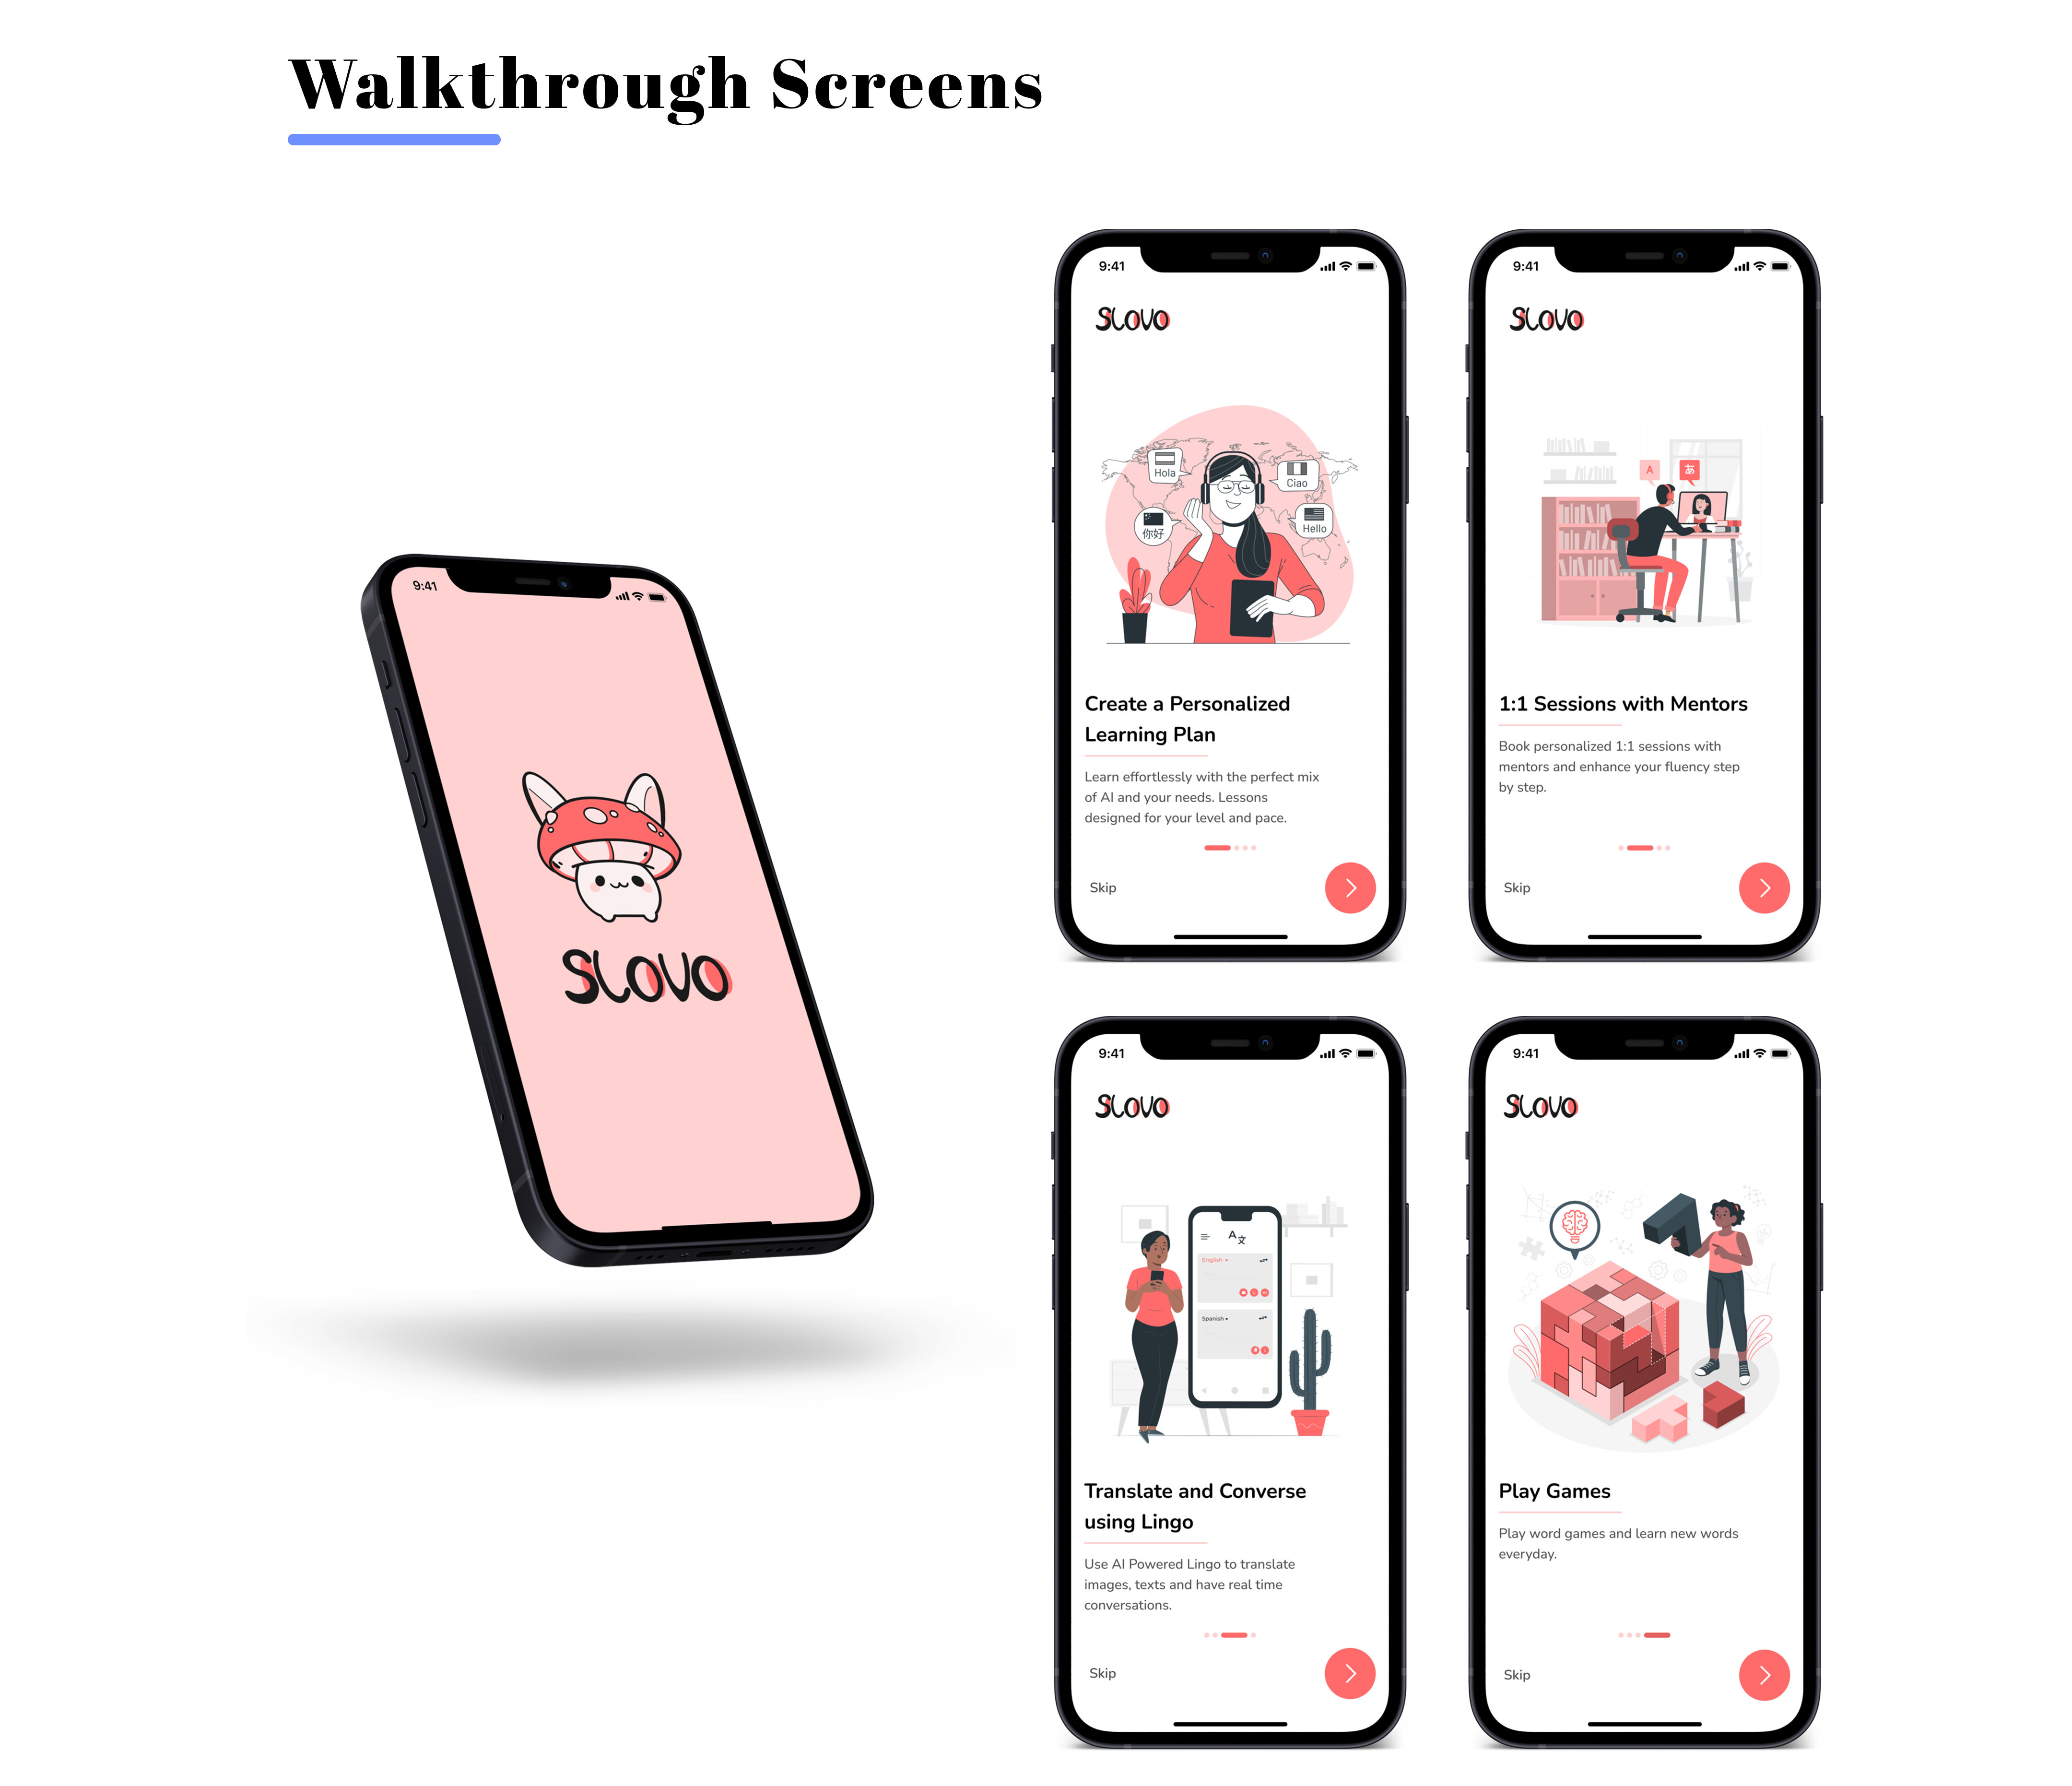 Walkthrough Screens
9:41
SLOVO
9:41
SLOVO
Hola
Ciao
你好
Hello
Create a Personalized
Learning Plan
Learn effortlessly with the perfect mix
of AI and your needs. Lessons
designed for your level and pace.
Skip
9:41
SLOVO
A
あ
1:1 Sessions with Mentors
Book personalized 1:1 sessions with
mentors and enhance your fluency step
by step.
Skip
9:41
SLOVO
A文
English
Spanish
Translate and Converse
using Lingo
Use AI Powered Lingo to translate
images, texts and have real time
conversations.
Skip
9:41
SLOVO
Play Games
Play word games and learn new words
everyday.
Skip